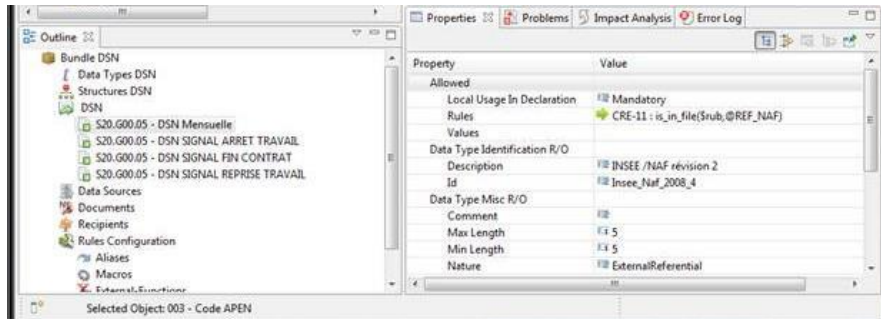 Outline
Bundle DSN
Data Types DSN
Structures DSN
DSN
S20.G00.05 - DSN Mensuelle
S20.G00.05 - DSN SIGNAL ARRET TRAVAIL
S20.G00.05 - DSN SIGNAL FIN CONTRAT
S20.G00.05 - DSN SIGNAL REPRISE TRAVAIL
Data Sources
Documents
Recipients
Rules Configuration
Aliases
Macros
External-Functions
Properties Problems Impact Analysis Error Log
Property Value
Allowed
Local Usage In Declaration Mandatory
Rules CRE-11 : is_in_file($rub,@REF_NAF)
Values
Data Type Identification R/O
Description INSEE /NAF révision 2
Id Insee_Naf_2008_4
Data Type Misc R/O
Comment
Max Length 5
Min Length 5
Nature ExternalReferential
Selected Object: 003 - Code APEN